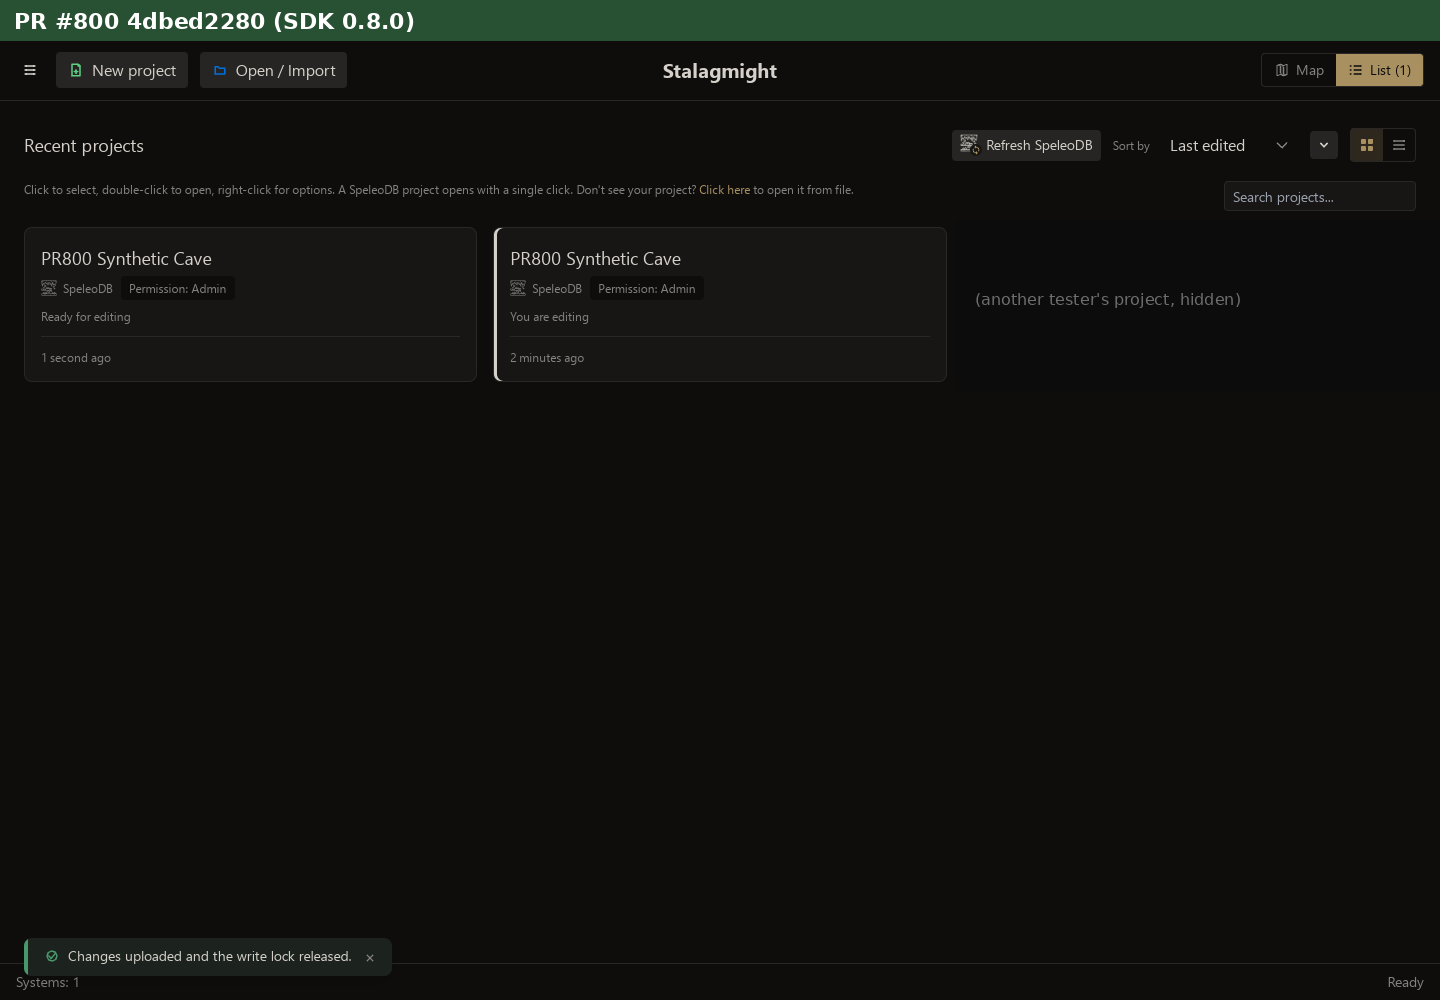 PR #800 4dbed2280 (SDK 0.8.0)
New project
Open / Import
Stalagmight
Map
List (1)
Recent projects
Refresh SpeleoDB
Sort by
Last edited
Click to select, double-click to open, right-click for options. A SpeleoDB project opens with a single click. Don't see your project? Click here to open it from file.
Search projects...
PR800 Synthetic Cave
SpeleoDB
Permission: Admin
Ready for editing
1 second ago
PR800 Synthetic Cave
SpeleoDB
Permission: Admin
You are editing
2 minutes ago
(another tester's project, hidden)
Changes uploaded and the write lock released.
Systems: 1
Ready